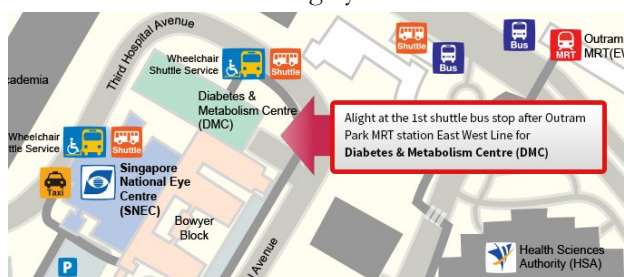 Third Hospital Avenue
cademia
Wheelchair
Shuttle Service
Shuttle
Shuttle
Bus
Bus
MRT
Outram
MRT(EW
Diabetes &
Metabolism Centre
(DMC)
Alight at the 1st shuttle bus stop after Outram
Park MRT station East West Line for
Diabetes & Metabolism Centre (DMC)
Wheelchair
ttle Service
Shuttle
Taxi
Singapore
National Eye
Centre
(SNEC)
Bowyer
Block
Avenue
P
Health Sciences
Authority (HSA)